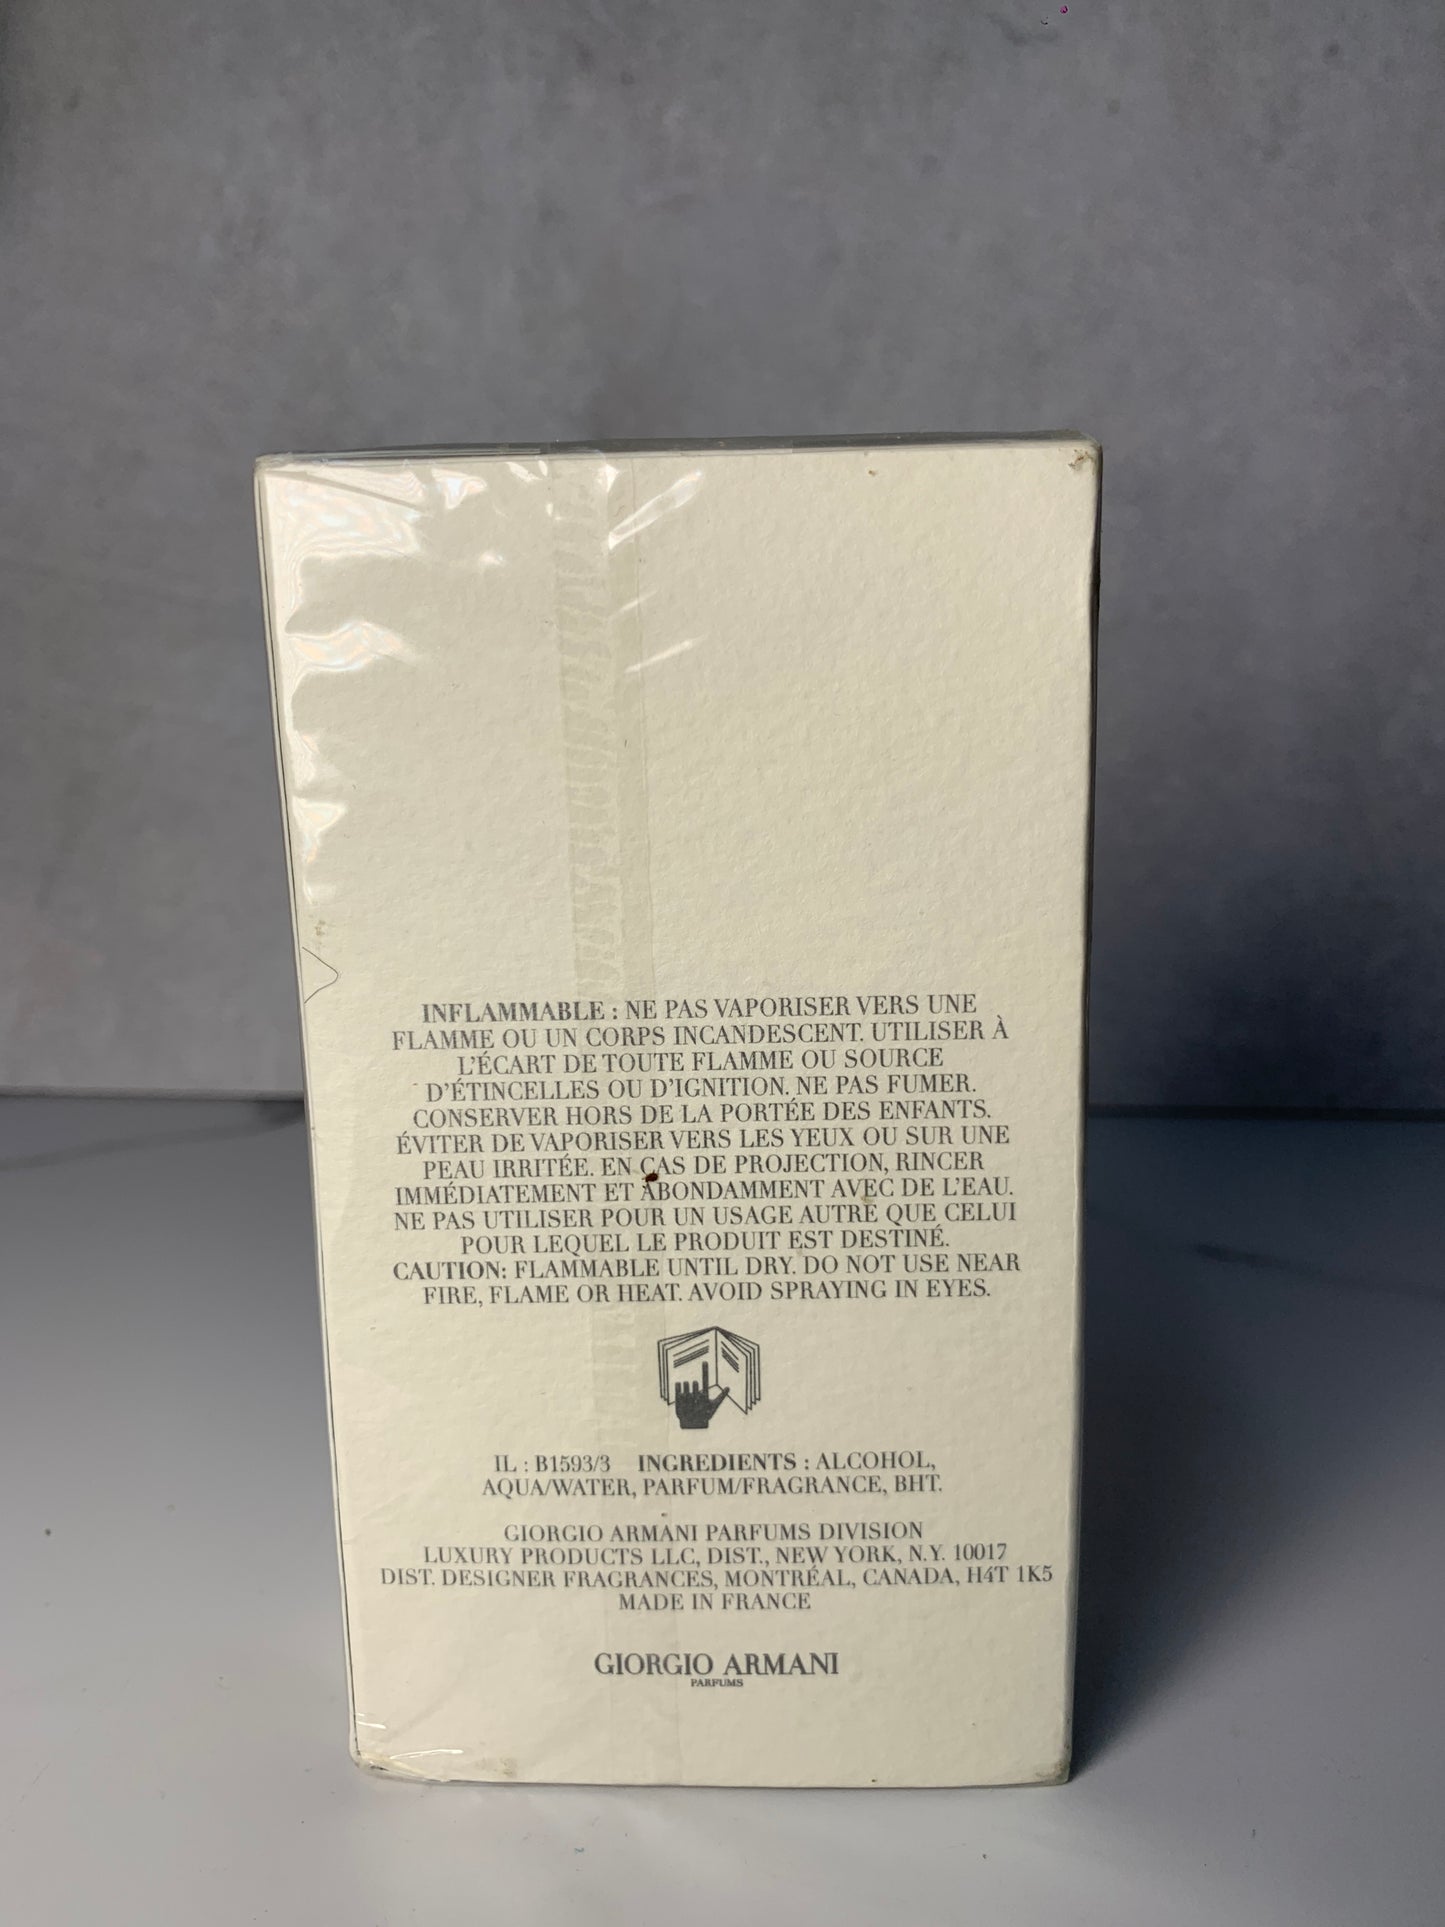 INFLAMMABLE : NE PAS VAPORISER VERS UNE
FLAMME OU UN CORPS INCANDESCENT. UTILISER À
L'ÉCART DE TOUTE FLAMME OU SOURCE
D'ÉTINCELLES OU D'IGNITION. NE PAS FUMER.
CONSERVER HORS DE LA PORTÉE DES ENFANTS.
ÉVITER DE VAPORISER VERS LES YEUX OU SUR UNE
PEAU IRRITÉE. EN CAS DE PROJECTION, RINCER
IMMÉDIATEMENT ET ABONDAMMENT AVEC DE L'EAU.
NE PAS UTILISER POUR UN USAGE AUTRE QUE CELUI
POUR LEQUEL LE PRODUIT EST DESTINÉ.
CAUTION: FLAMMABLE UNTIL DRY. DO NOT USE NEAR
FIRE, FLAME OR HEAT. AVOID SPRAYING IN EYES.
IL : B1593/3 INGREDIENTS : ALCOHOL,
AQUA/WATER, PARFUM/FRAGRANCE, BHT.
GIORGIO ARMANI PARFUMS DIVISION
LUXURY PRODUCTS LLC, DIST., NEW YORK, N.Y. 10017
DIST. DESIGNER FRAGRANCES, MONTRÉAL, CANADA, H4T 1K5
MADE IN FRANCE
GIORGIO ARMANI
PARFUMS